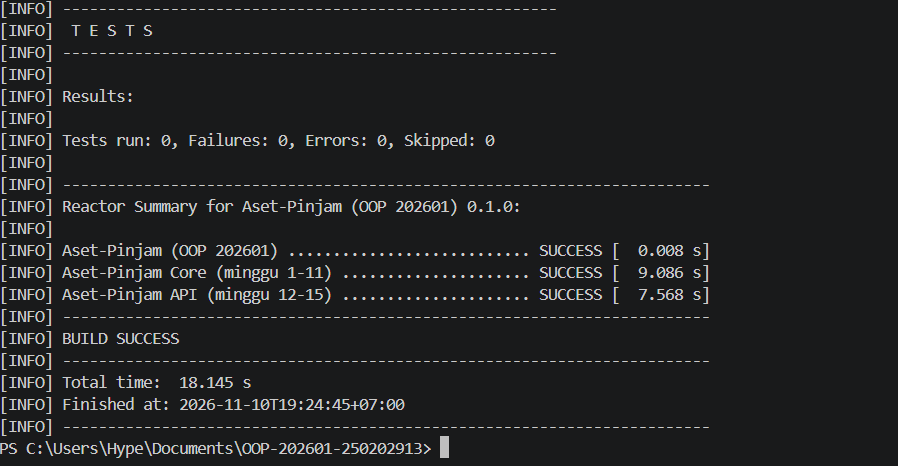 [INFO] -------------------------------------------------------
[INFO]  T E S T S
[INFO] -------------------------------------------------------
[INFO]
[INFO] Results:
[INFO]
[INFO] Tests run: 0, Failures: 0, Errors: 0, Skipped: 0
[INFO]
[INFO] ------------------------------------------------------------------------
[INFO] Reactor Summary for Aset-Pinjam (OOP 202601) 0.1.0:
[INFO]
[INFO] Aset-Pinjam (OOP 202601) ........................... SUCCESS [  0.008 s]
[INFO] Aset-Pinjam Core (minggu 1-11) ..................... SUCCESS [  9.086 s]
[INFO] Aset-Pinjam API (minggu 12-15) ..................... SUCCESS [  7.568 s]
[INFO] ------------------------------------------------------------------------
[INFO] BUILD SUCCESS
[INFO] ------------------------------------------------------------------------
[INFO] Total time:  18.145 s
[INFO] Finished at: 2026-11-10T19:24:45+07:00
[INFO] ------------------------------------------------------------------------
PS C:\Users\Hype\Documents\OOP-202601-250202913>